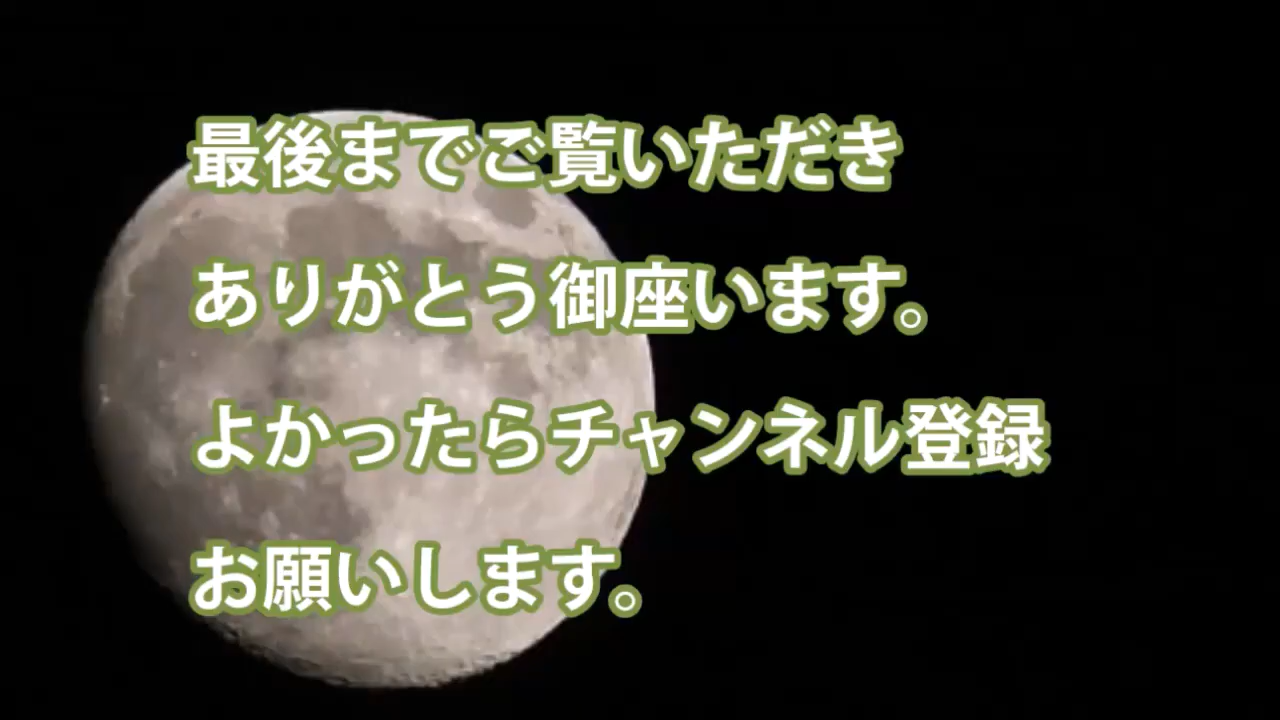 最後までご覧いただき
ありがとう御座います。
よかったらチャンネル登録
お願いします。